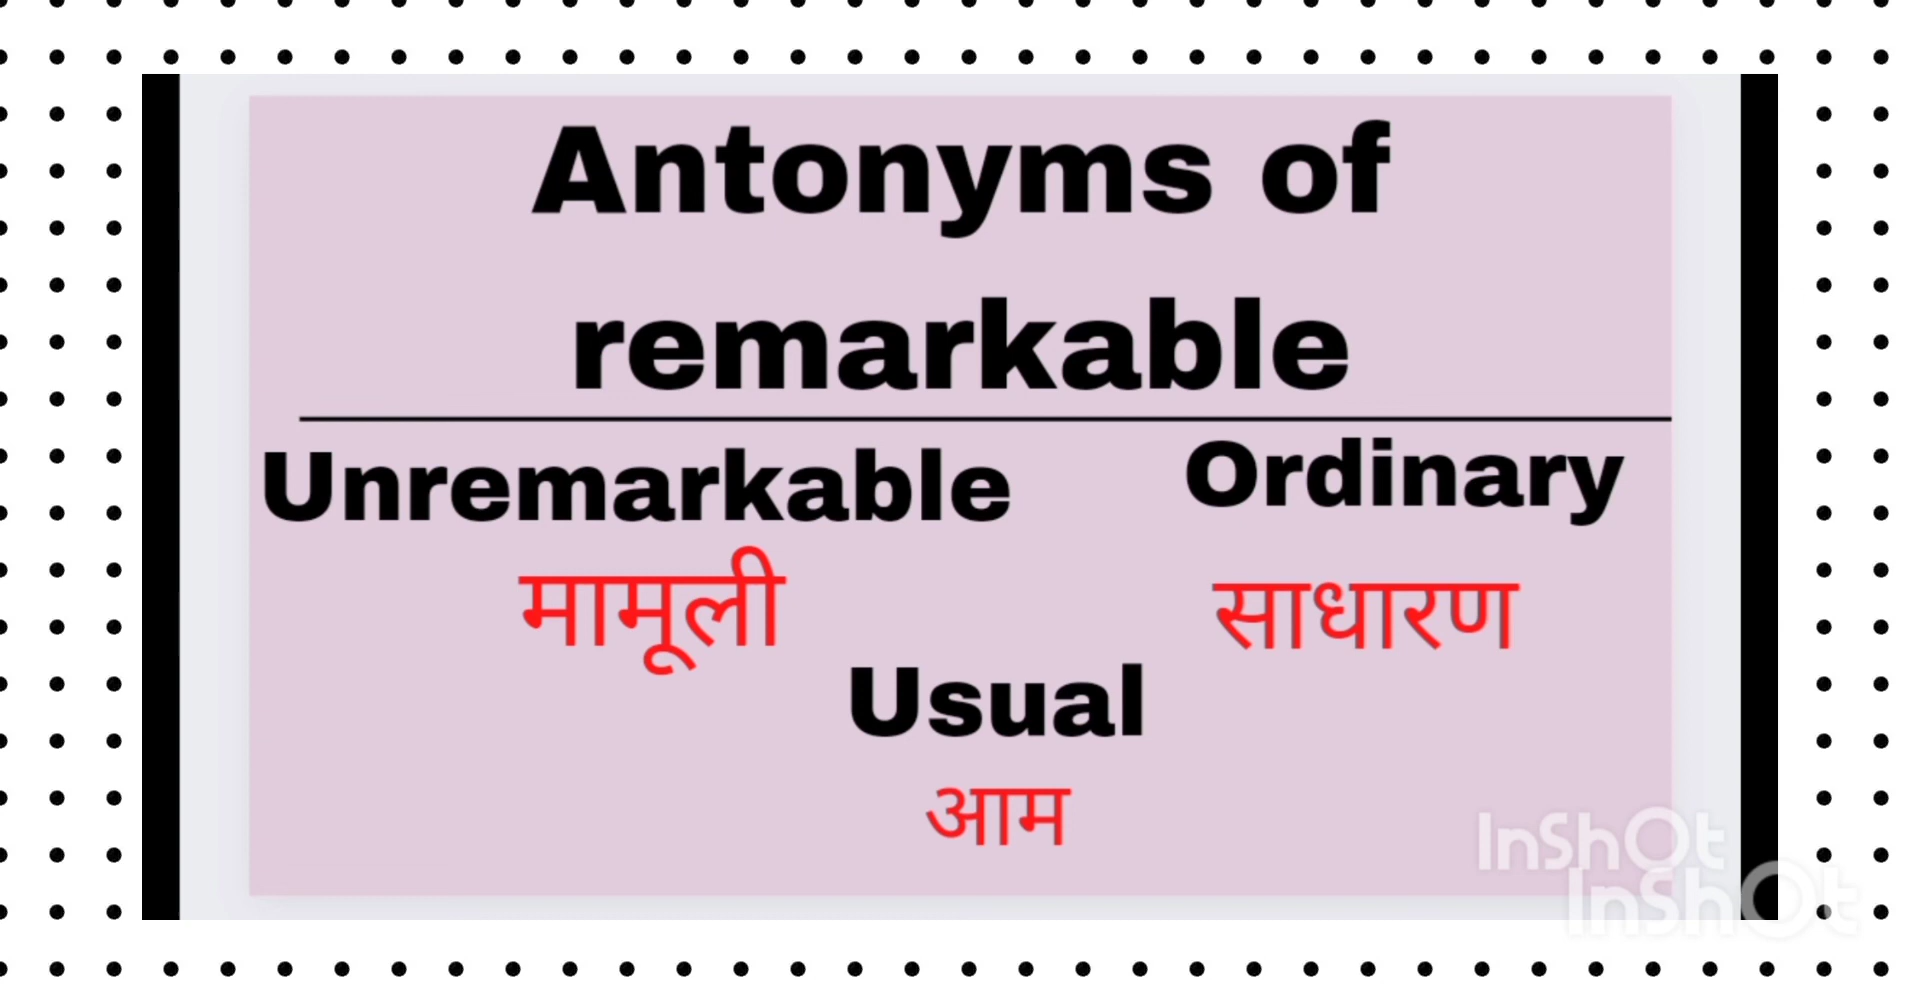 Antonyms of
remarkable
Unremarkable
Ordinary
मामूली
साधारण
Usual
आम
InShOt
InShOt